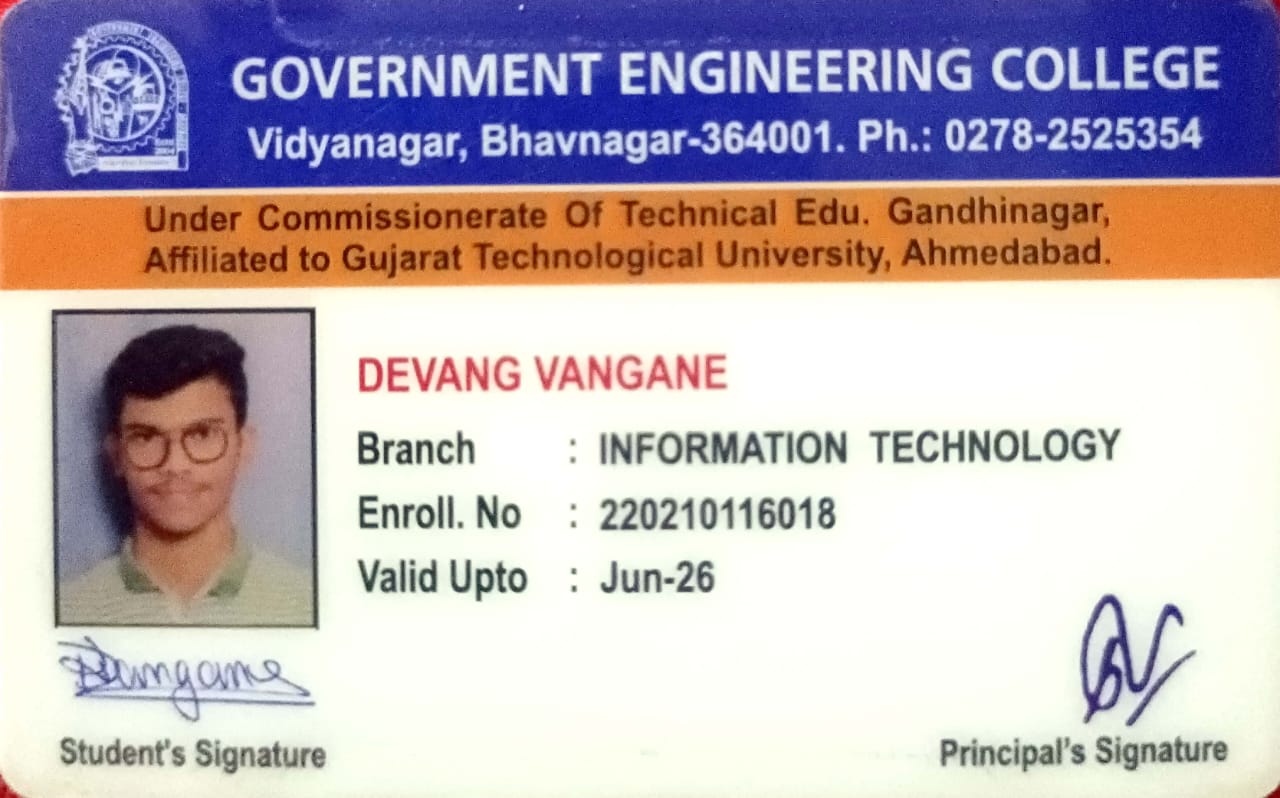 GOVERNMENT ENGINEERING COLLEGE
Vidyanagar, Bhavnagar-364001. Ph.: 0278-2525354
Under Commissionerate Of Technical Edu. Gandhinagar,
Affiliated to Gujarat Technological University, Ahmedabad.
DEVANG VANGANE
Branch : INFORMATION TECHNOLOGY
Enroll. No : 220210116018
Valid Upto : Jun-26
Student's Signature
Principal's Signature